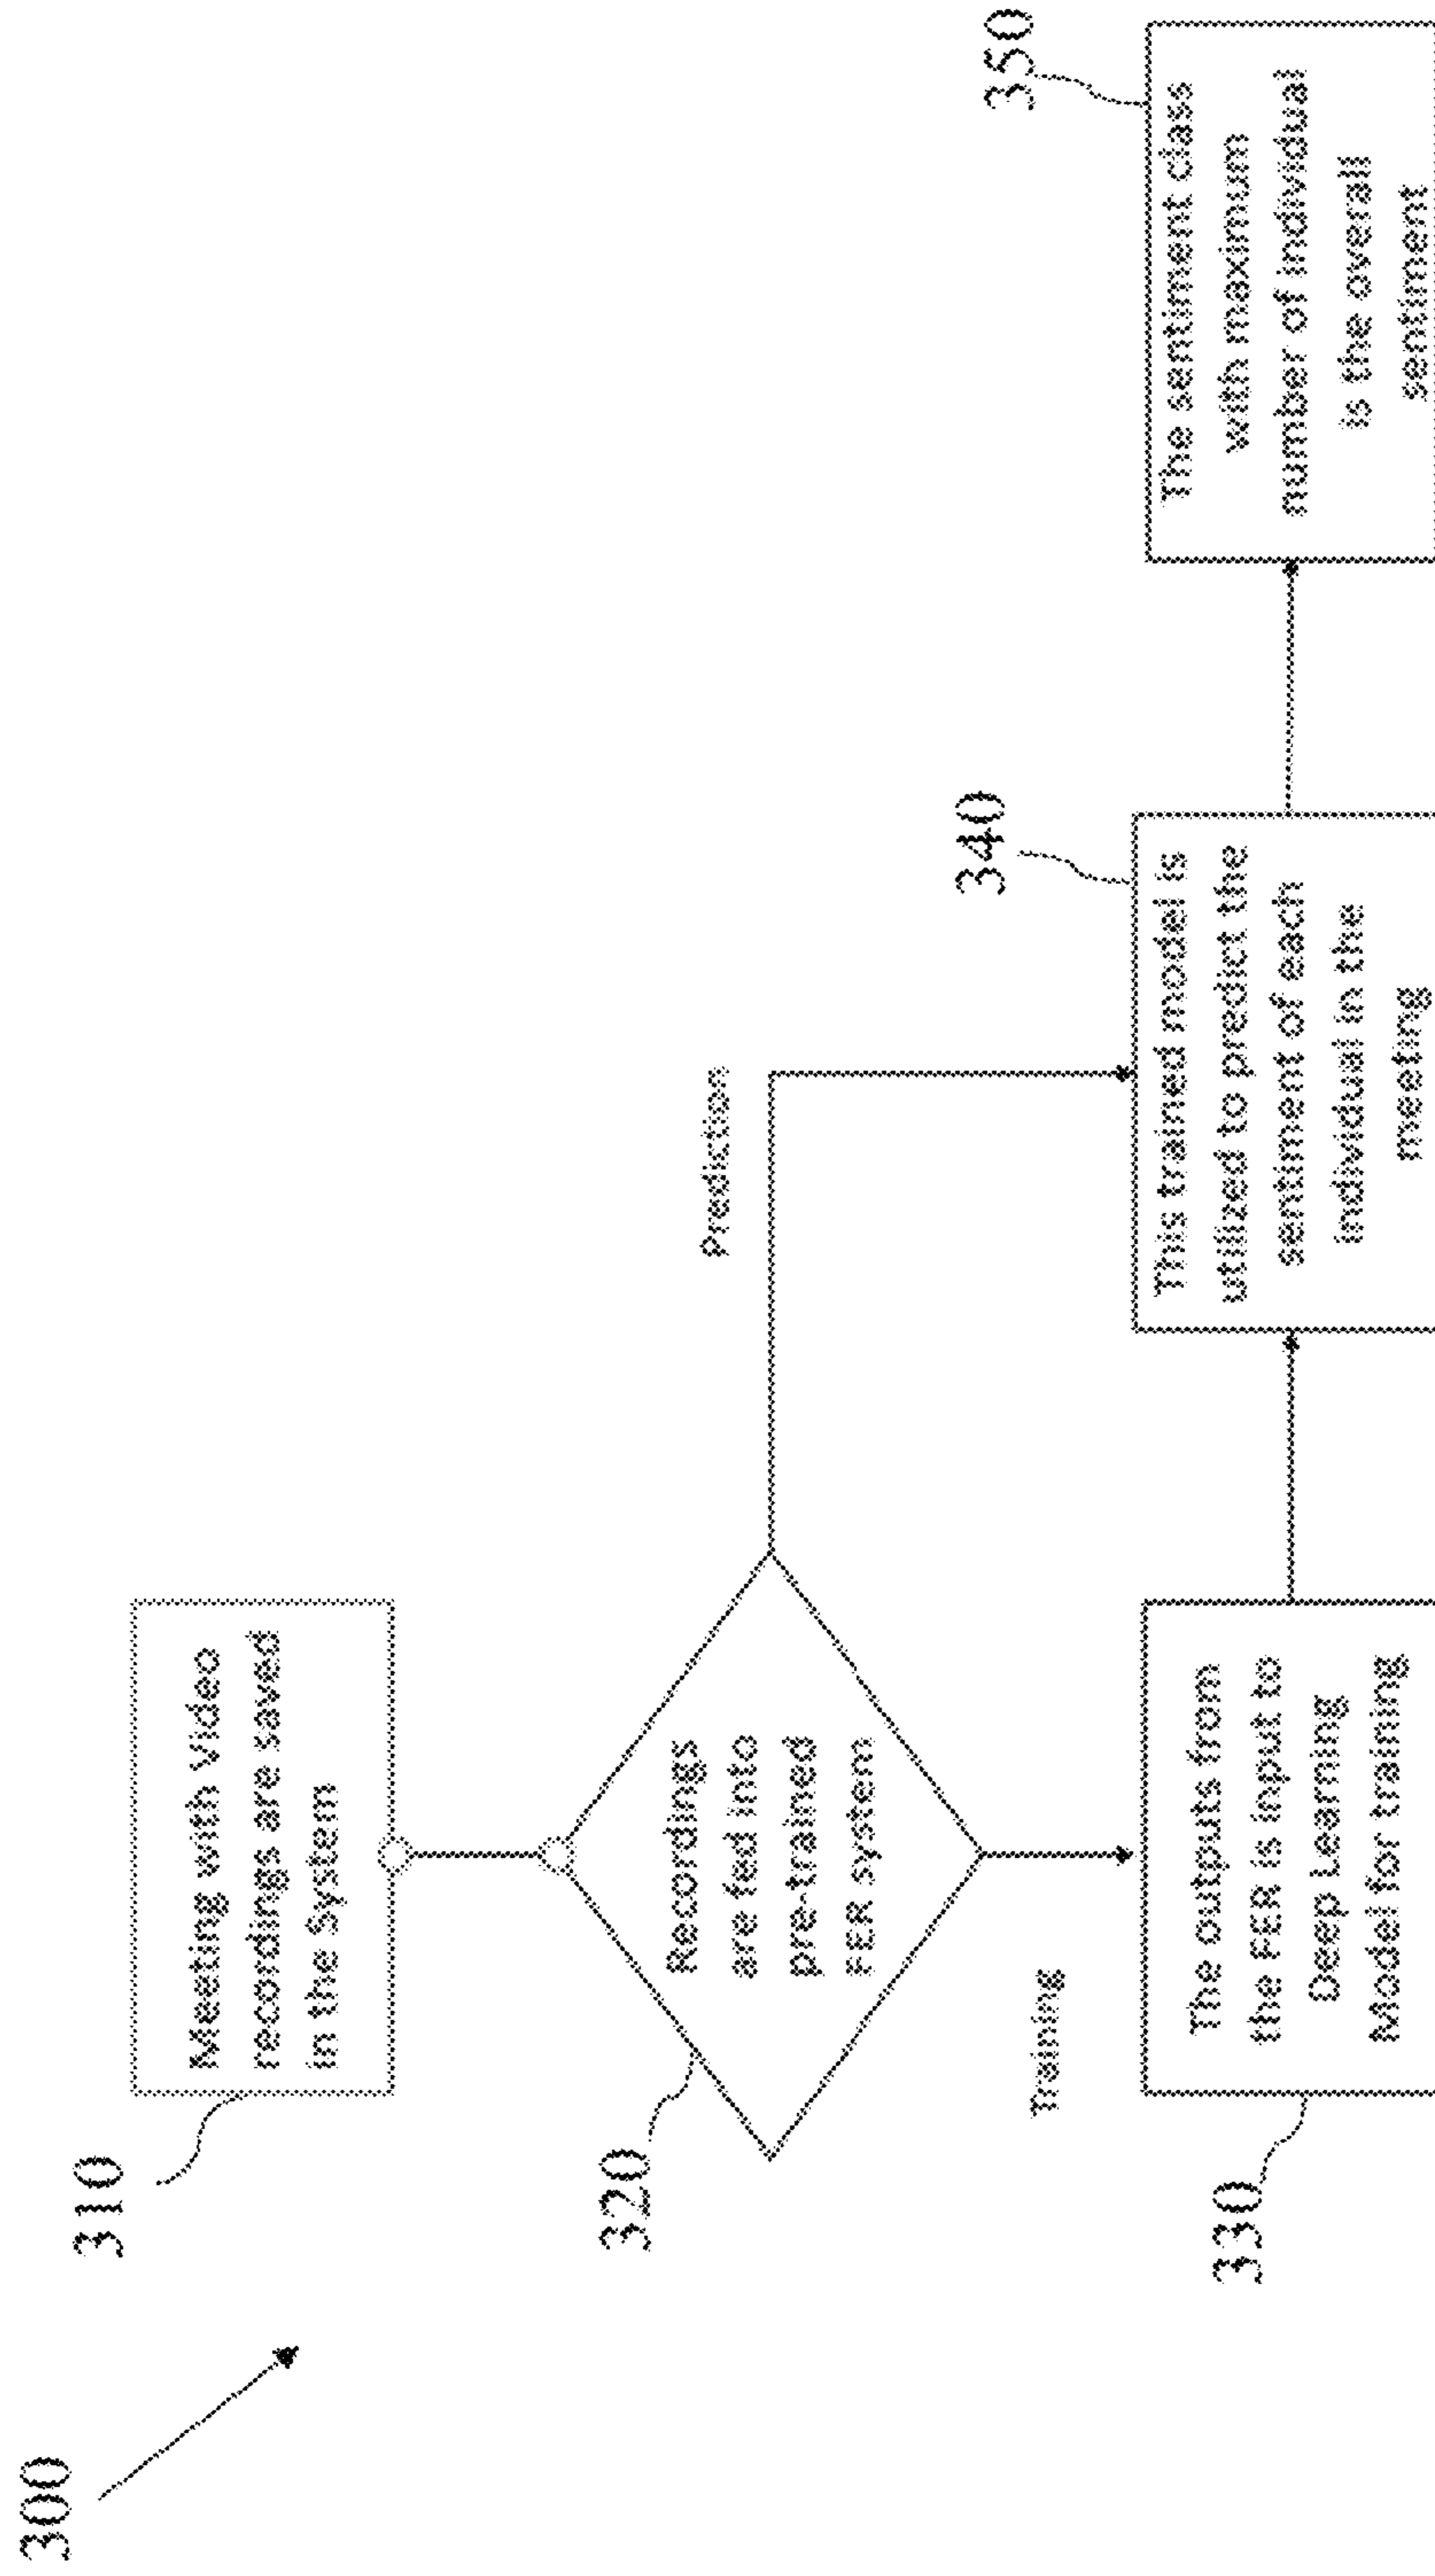 300
310
Meeting with Video
recordings are saved
in the System
320
Recordings
are fed into
pre-trained
FER system
Prediction
Training
330
The outputs from
the FER is input to
Deep Learning
Model for training
340
This trained model is
utilized to predict the
sentiment of each
individual in the
meeting
350
The sentiment class
with maximum
number of individual
is the overall
sentiment